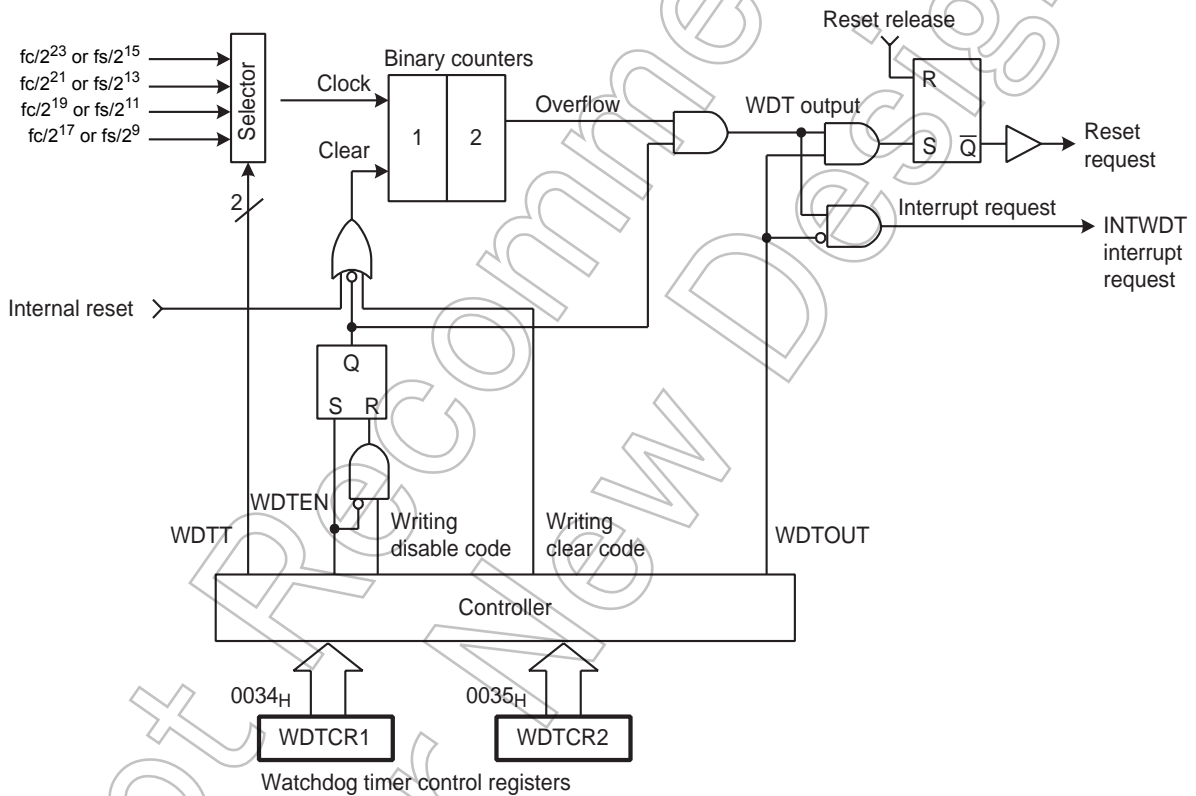 Reset release
fc/2²³ or fs/2¹⁵
fc/2²¹ or fs/2¹³
fc/2¹⁹ or fs/2¹¹
fc/2¹⁷ or fs/2⁹
Selector
Clock
Clear
Binary counters
1 2
Overflow
WDT output
R
S Q̅
Reset
request
2
Interrupt request
INTWDT
interrupt
request
Internal reset
Q
S R
WDTT
WDTEN
Writing
disable code
Writing
clear code
WDTOUT
Controller
0034H
0035H
WDTCR1
WDTCR2
Watchdog timer control registers